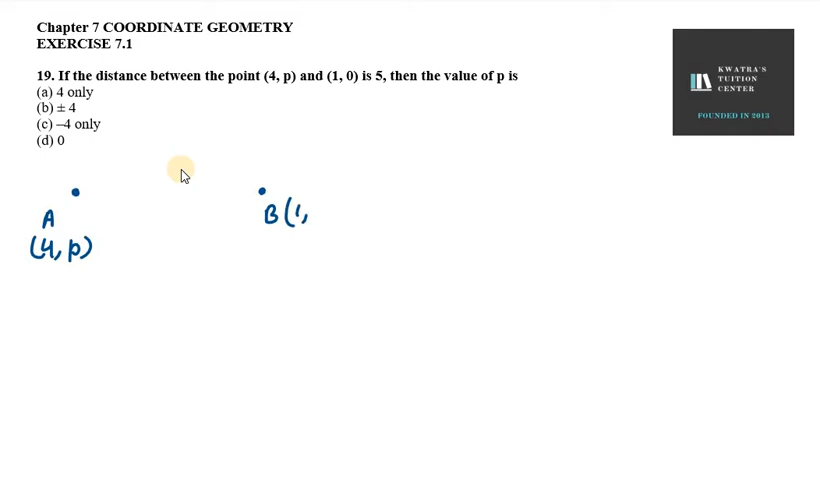 Chapter 7 COORDINATE GEOMETRY
EXERCISE 7.1
19. If the distance between the point (4, p) and (1, 0) is 5, then the value of p is
(a) 4 only
(b) ± 4
(c) –4 only
(d) 0
KWATRA'S
TUITION
CENTER
FOUNDED IN 2013
A
B (1,
(4, p)